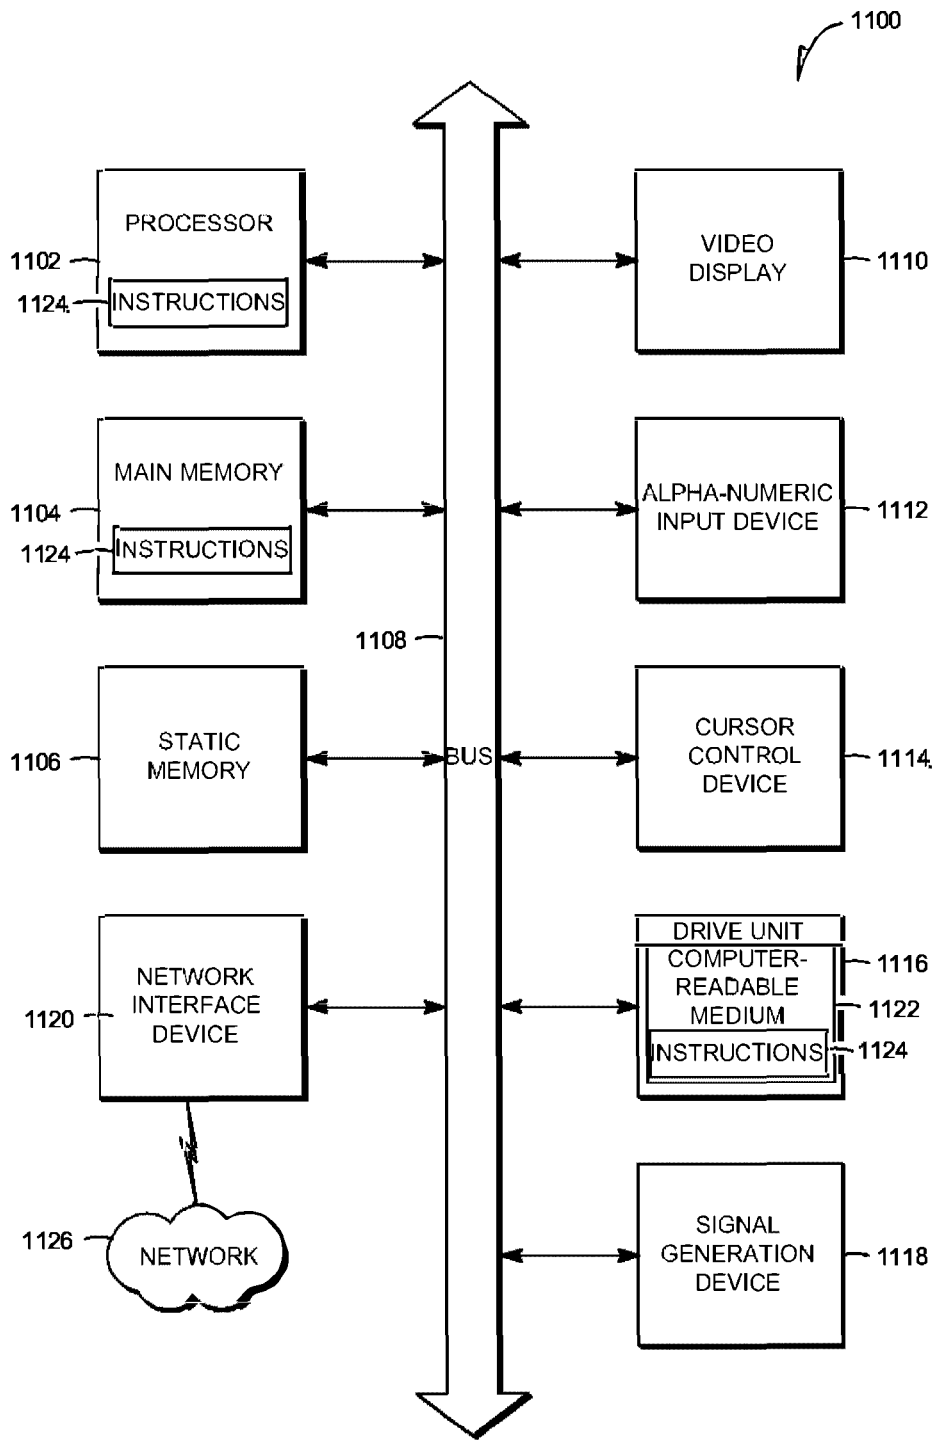 1100
PROCESSOR
1102
1124
INSTRUCTIONS
MAIN MEMORY
1104
1124
INSTRUCTIONS
1108
STATIC
MEMORY
1106
BUS
NETWORK
INTERFACE
DEVICE
1120
1126
NETWORK
VIDEO
DISPLAY
1110
ALPHA-NUMERIC
INPUT DEVICE
1112
CURSOR
CONTROL
DEVICE
1114
DRIVE UNIT
COMPUTER-
READABLE
MEDIUM
1116
1122
INSTRUCTIONS
1124
SIGNAL
GENERATION
DEVICE
1118